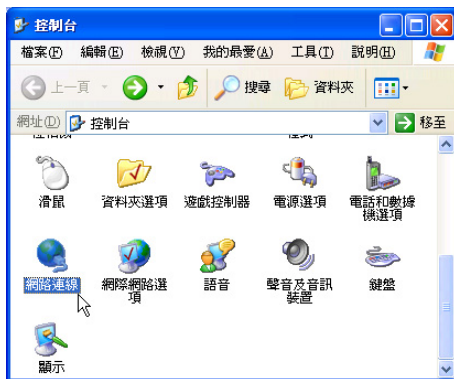 控制台
檔案(F) 編輯(E) 檢視(V) 我的最愛(A) 工具(T) 說明(H)
上一頁 搜尋 資料夾
網址(D) 控制台 移至
滑鼠 資料夾選項 遊戲控制器 電源選項 電話和數據機選項
網路連線 網際網路選項 語音 聲音及音訊裝置 鍵盤
顯示